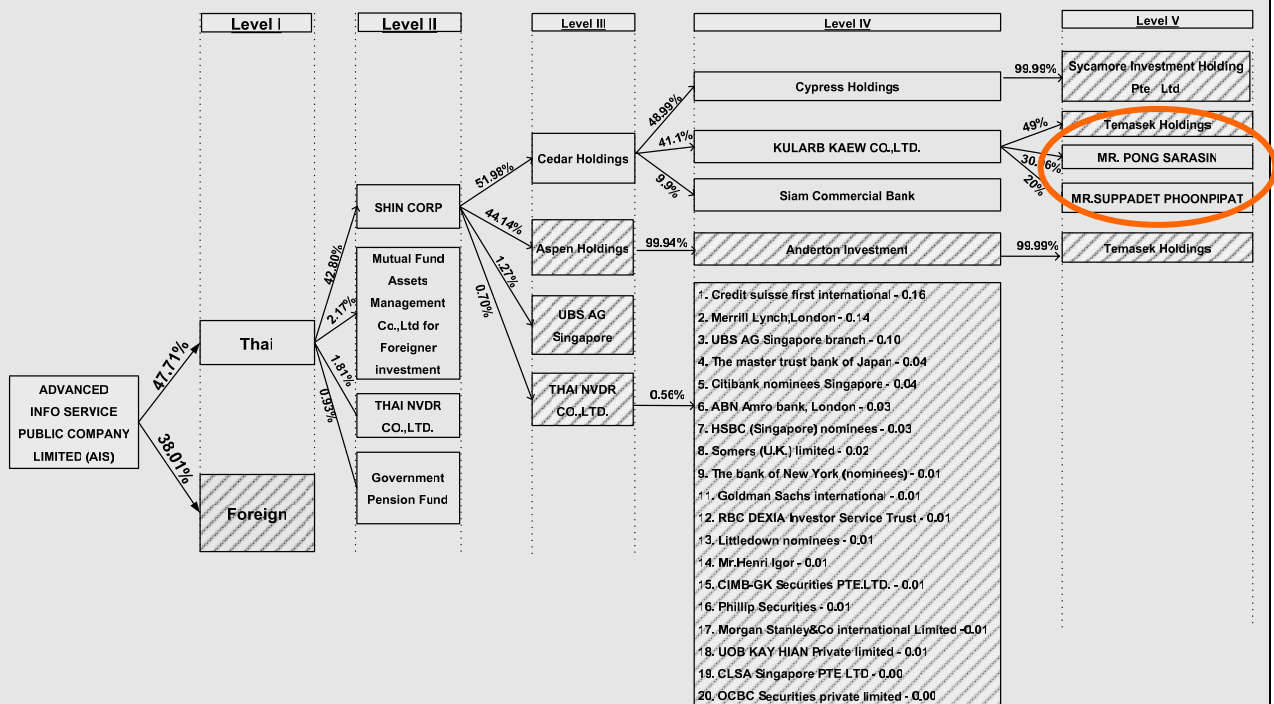 Level I
Level II
Level III
Level IV
Level V
ADVANCED
INFO SERVICE
PUBLIC COMPANY
LIMITED (AIS)
47.71%
38.01%
Thai
Foreign
42.80%
2.17%
1.81%
0.93%
SHIN CORP
Mutual Fund
Assets
Management
Co.,Ltd for
Foreigner
investment
THAI NVDR
CO.,LTD.
Government
Pension Fund
51.98%
44.14%
1.27%
0.70%
Cedar Holdings
Aspen Holdings
UBS AG
Singapore
THAI NVDR
CO.,LTD.
48.99%
41.1%
9.9%
99.94%
0.56%
Cypress Holdings
KULARB KAEW CO.,LTD.
Siam Commercial Bank
Anderton Investment
1. Credit suisse first international - 0.16
2. Merrill Lynch,London - 0.14
3. UBS AG Singapore branch - 0.10
4. The master trust bank of Japan - 0.04
5. Citibank nominees Singapore - 0.04
6. ABN Amro bank, London - 0.03
7. HSBC (Singapore) nominees - 0.03
8. Somers (U.K.) limited - 0.02
9. The bank of New York (nominees) - 0.01
11. Goldman Sachs international - 0.01
12. RBC DEXIA Investor Service Trust - 0.01
13. Littledown nominees - 0.01
14. Mr.Henri Igor - 0.01
15. CIMB-GK Securities PTE.LTD. - 0.01
16. Phillip Securities - 0.01
17. Morgan Stanley&Co international Limited -0.01
18. UOB KAY HIAN Private limited - 0.01
19. CLSA Singapore PTE LTD - 0.00
20. OCBC Securities private limited - 0.00
99.99%
49%
20%
99.99%
Sycamore Investment Holding
Pte Ltd
Temasek Holdings
MR. PONG SARASIN
MR.SUPPADET PHOONPIPAT
Temasek Holdings